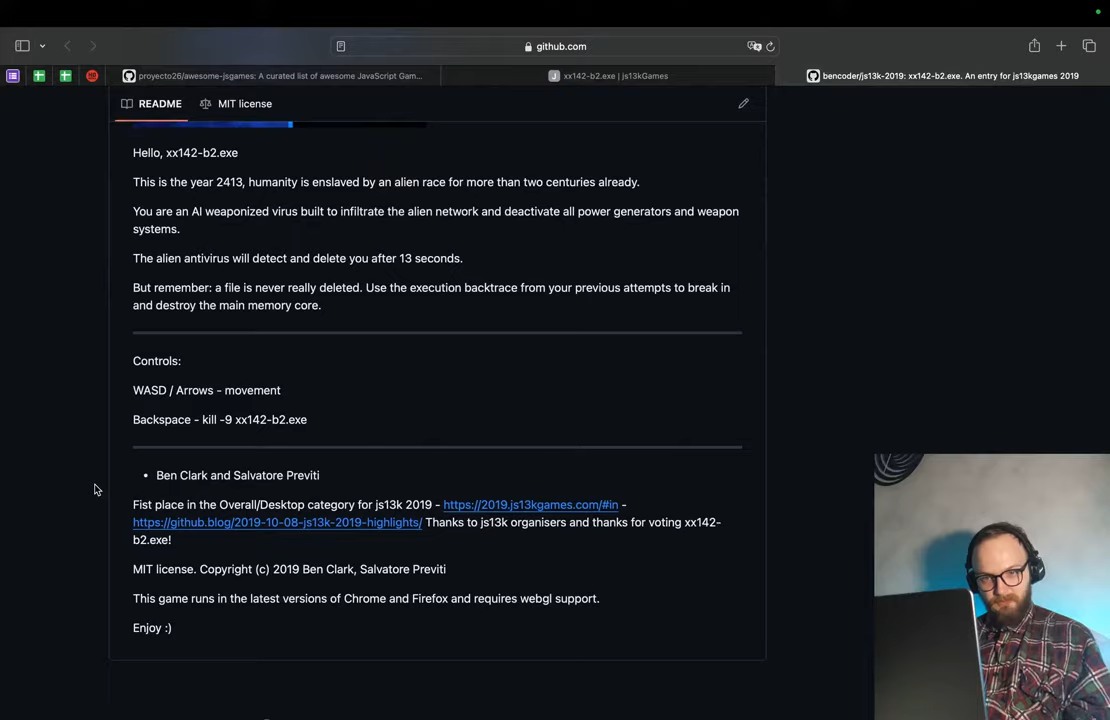 github.com
proyecto26/awesome-jsgames: A curated list of awesome JavaScript Gam...
xx142-b2.exe | js13kGames
bencoder/js13k-2019: xx142-b2.exe. An entry for js13kgames 2019
README
MIT license
Hello, xx142-b2.exe
This is the year 2413, humanity is enslaved by an alien race for more than two centuries already.
You are an AI weaponized virus built to infiltrate the alien network and deactivate all power generators and weapon
systems.
The alien antivirus will detect and delete you after 13 seconds.
But remember: a file is never really deleted. Use the execution backtrace from your previous attempts to break in
and destroy the main memory core.
Controls:
WASD / Arrows - movement
Backspace - kill -9 xx142-b2.exe
• Ben Clark and Salvatore Previti
Fist place in the Overall/Desktop category for js13k 2019 - https://2019.js13kgames.com/#in -
https://github.blog/2019-10-08-js13k-2019-highlights/ Thanks to js13k organisers and thanks for voting xx142-
b2.exe!
MIT license. Copyright (c) 2019 Ben Clark, Salvatore Previti
This game runs in the latest versions of Chrome and Firefox and requires webgl support.
Enjoy :)